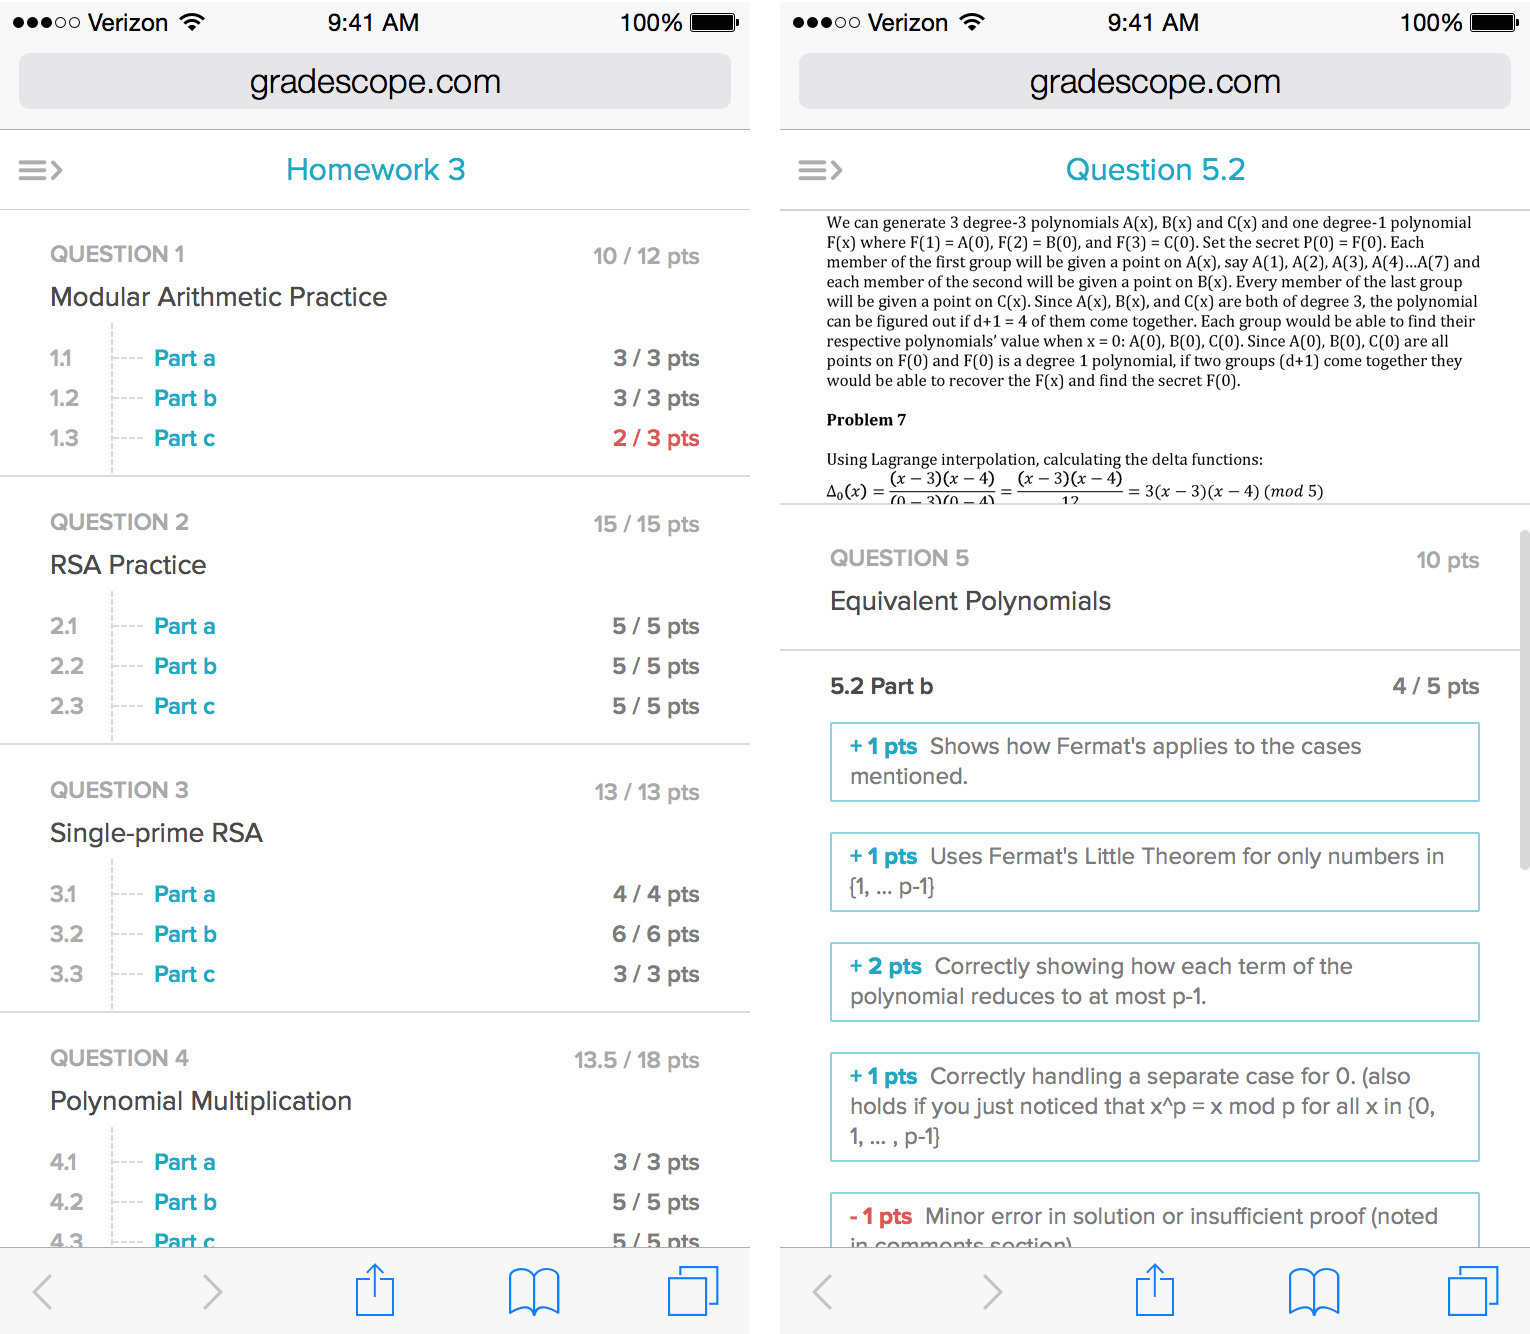 Verizon 9:41 AM 100%
gradescope.com
Homework 3
QUESTION 1 10 / 12 pts
Modular Arithmetic Practice
1.1 Part a 3 / 3 pts
1.2 Part b 3 / 3 pts
1.3 Part c 2 / 3 pts
QUESTION 2 15 / 15 pts
RSA Practice
2.1 Part a 5 / 5 pts
2.2 Part b 5 / 5 pts
2.3 Part c 5 / 5 pts
QUESTION 3 13 / 13 pts
Single-prime RSA
3.1 Part a 4 / 4 pts
3.2 Part b 6 / 6 pts
3.3 Part c 3 / 3 pts
QUESTION 4 13.5 / 18 pts
Polynomial Multiplication
4.1 Part a 3 / 3 pts
4.2 Part b 5 / 5 pts
4.3 Part c 5 / 5 pts
Verizon 9:41 AM 100%
gradescope.com
Question 5.2
We can generate 3 degree-3 polynomials A(x), B(x) and C(x) and one degree-1 polynomial
F(x) where F(1) = A(0), F(2) = B(0), and F(3) = C(0). Set the secret P(0) = F(0). Each
member of the first group will be given a point on A(x), say A(1), A(2), A(3), A(4)...A(7) and
each member of the second will be given a point on B(x). Every member of the last group
will be given a point on C(x). Since A(x), B(x), and C(x) are both of degree 3, the polynomial
can be figured out if d+1 = 4 of them come together. Each group would be able to find their
respective polynomials' value when x = 0: A(0), B(0), C(0). Since A(0), B(0), C(0) are all
points on F(0) and F(0) is a degree 1 polynomial, if two groups (d+1) come together they
would be able to recover the F(x) and find the secret F(0).
Problem 7
Using Lagrange interpolation, calculating the delta functions:
Δ₀(x) = (x − 3)(x − 4) / (0 − 3)(0 − 4) = (x − 3)(x − 4) / 12 = 3(x − 3)(x − 4) (mod 5)
QUESTION 5 10 pts
Equivalent Polynomials
5.2 Part b 4 / 5 pts
+ 1 pts Shows how Fermat's applies to the cases
mentioned.
+ 1 pts Uses Fermat's Little Theorem for only numbers in
{1, ... p-1}
+ 2 pts Correctly showing how each term of the
polynomial reduces to at most p-1.
+ 1 pts Correctly handling a separate case for 0. (also
holds if you just noticed that x^p = x mod p for all x in {0,
1, ... , p-1}
- 1 pts Minor error in solution or insufficient proof (noted
in comments section)